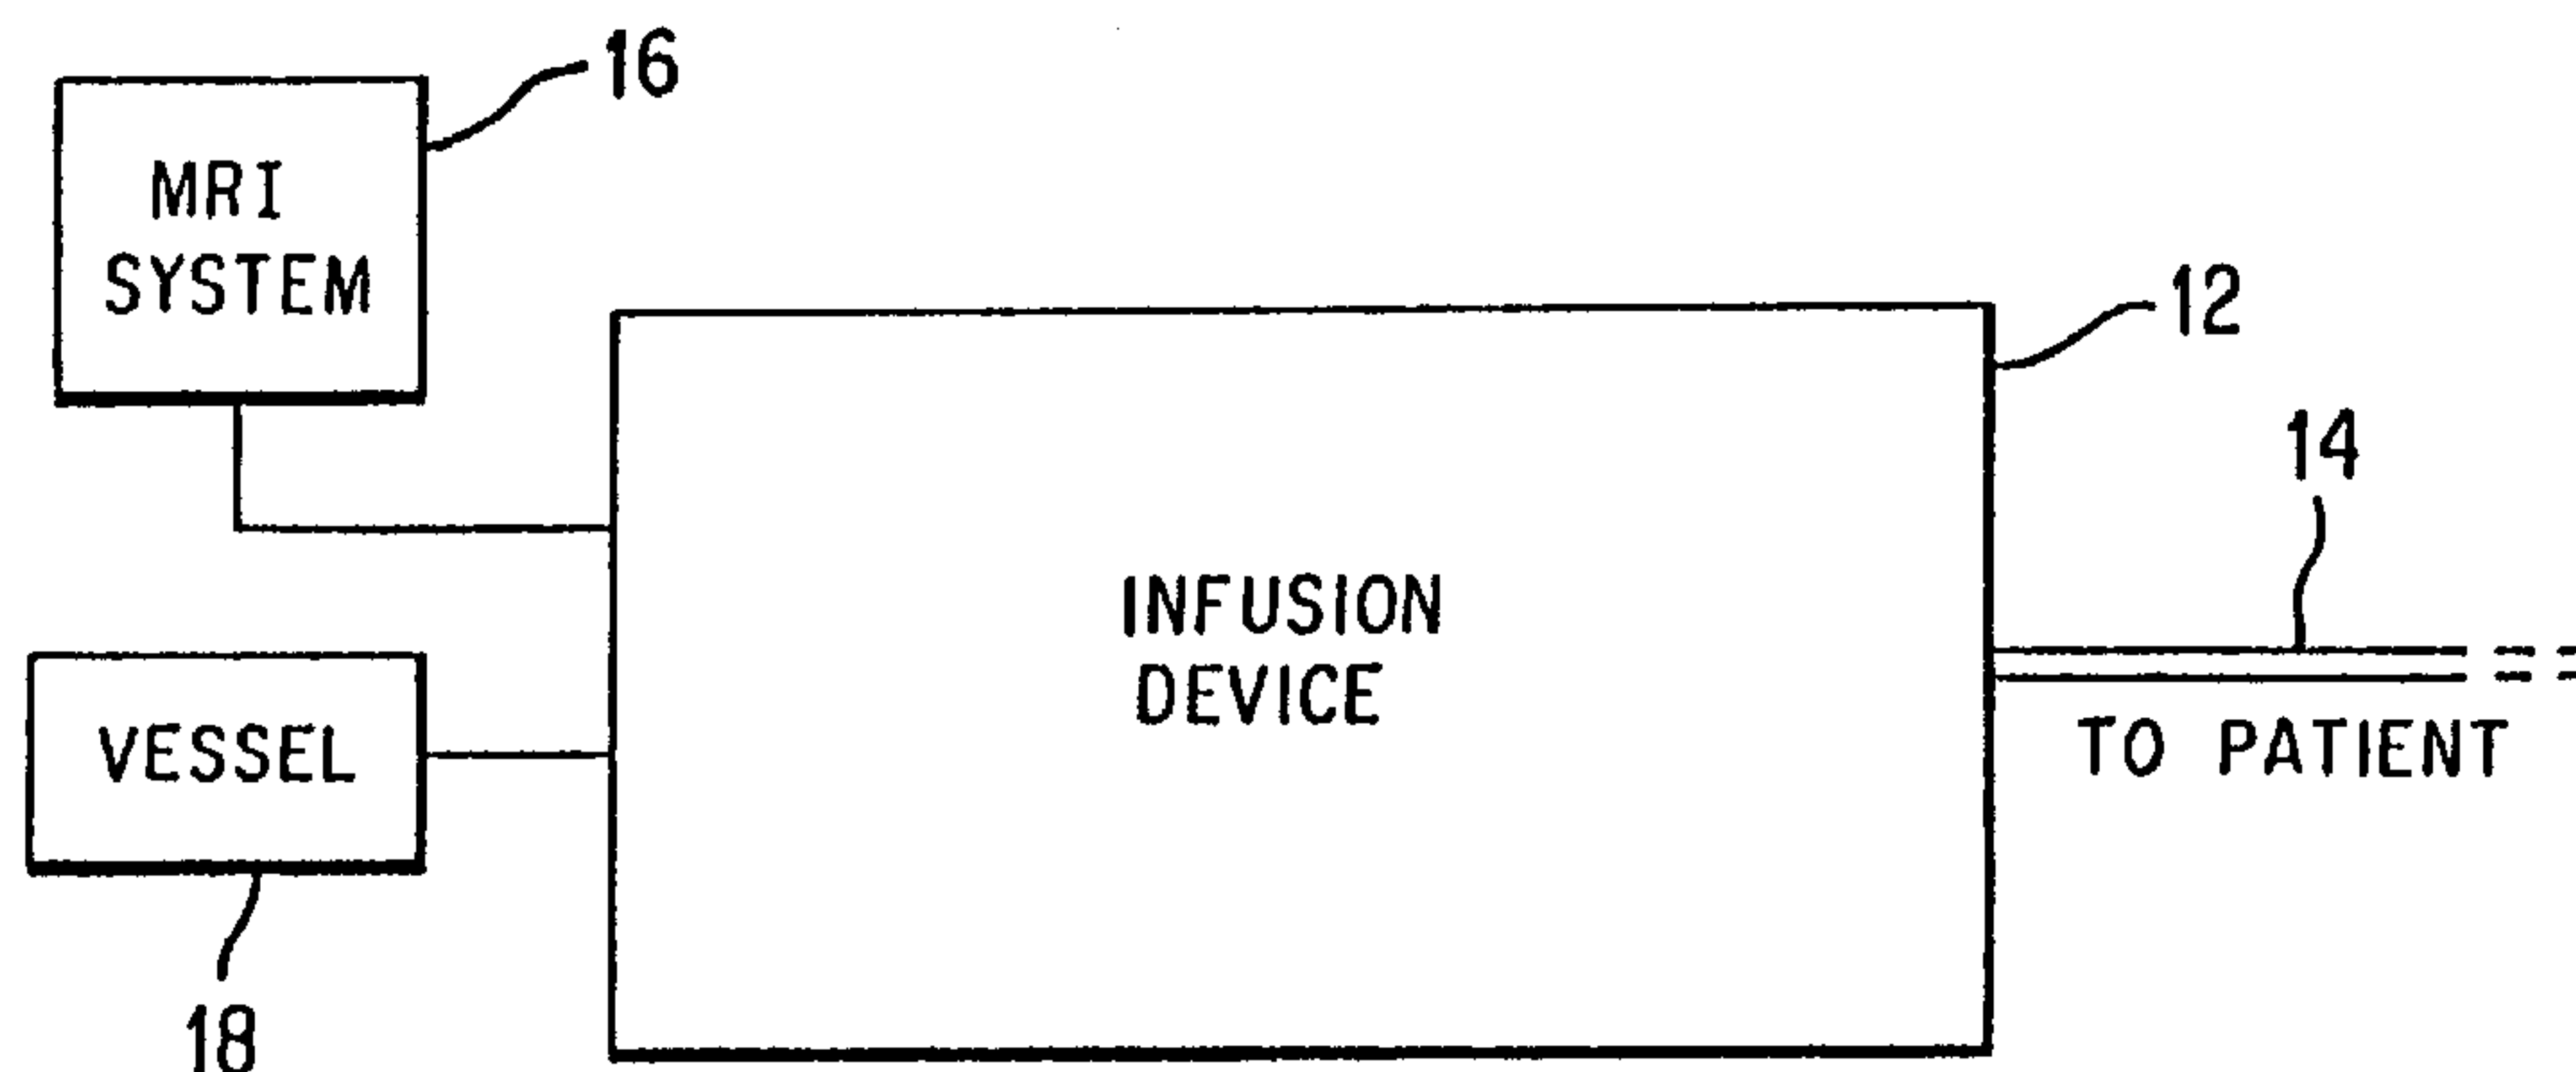 16
MRI
SYSTEM
12
14
INFUSION
DEVICE
VESSEL
TO PATIENT
18